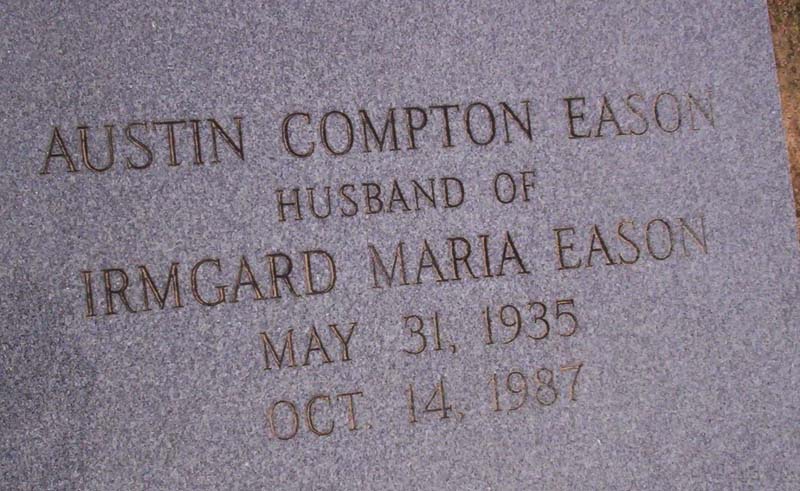 AUSTIN COMPTON EASON
HUSBAND OF
IRMGARD MARIA EASON
MAY 31, 1935
OCT. 14, 1987